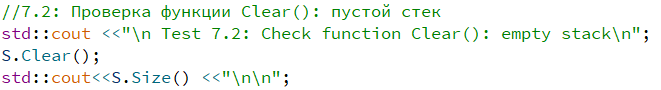 //7.2: Проверка функции Clear(): пустой стек
std::cout <<"\n Test 7.2: Check function Clear(): empty stack\n";
S.Clear();
std::cout<<S.Size() <<"\n\n";